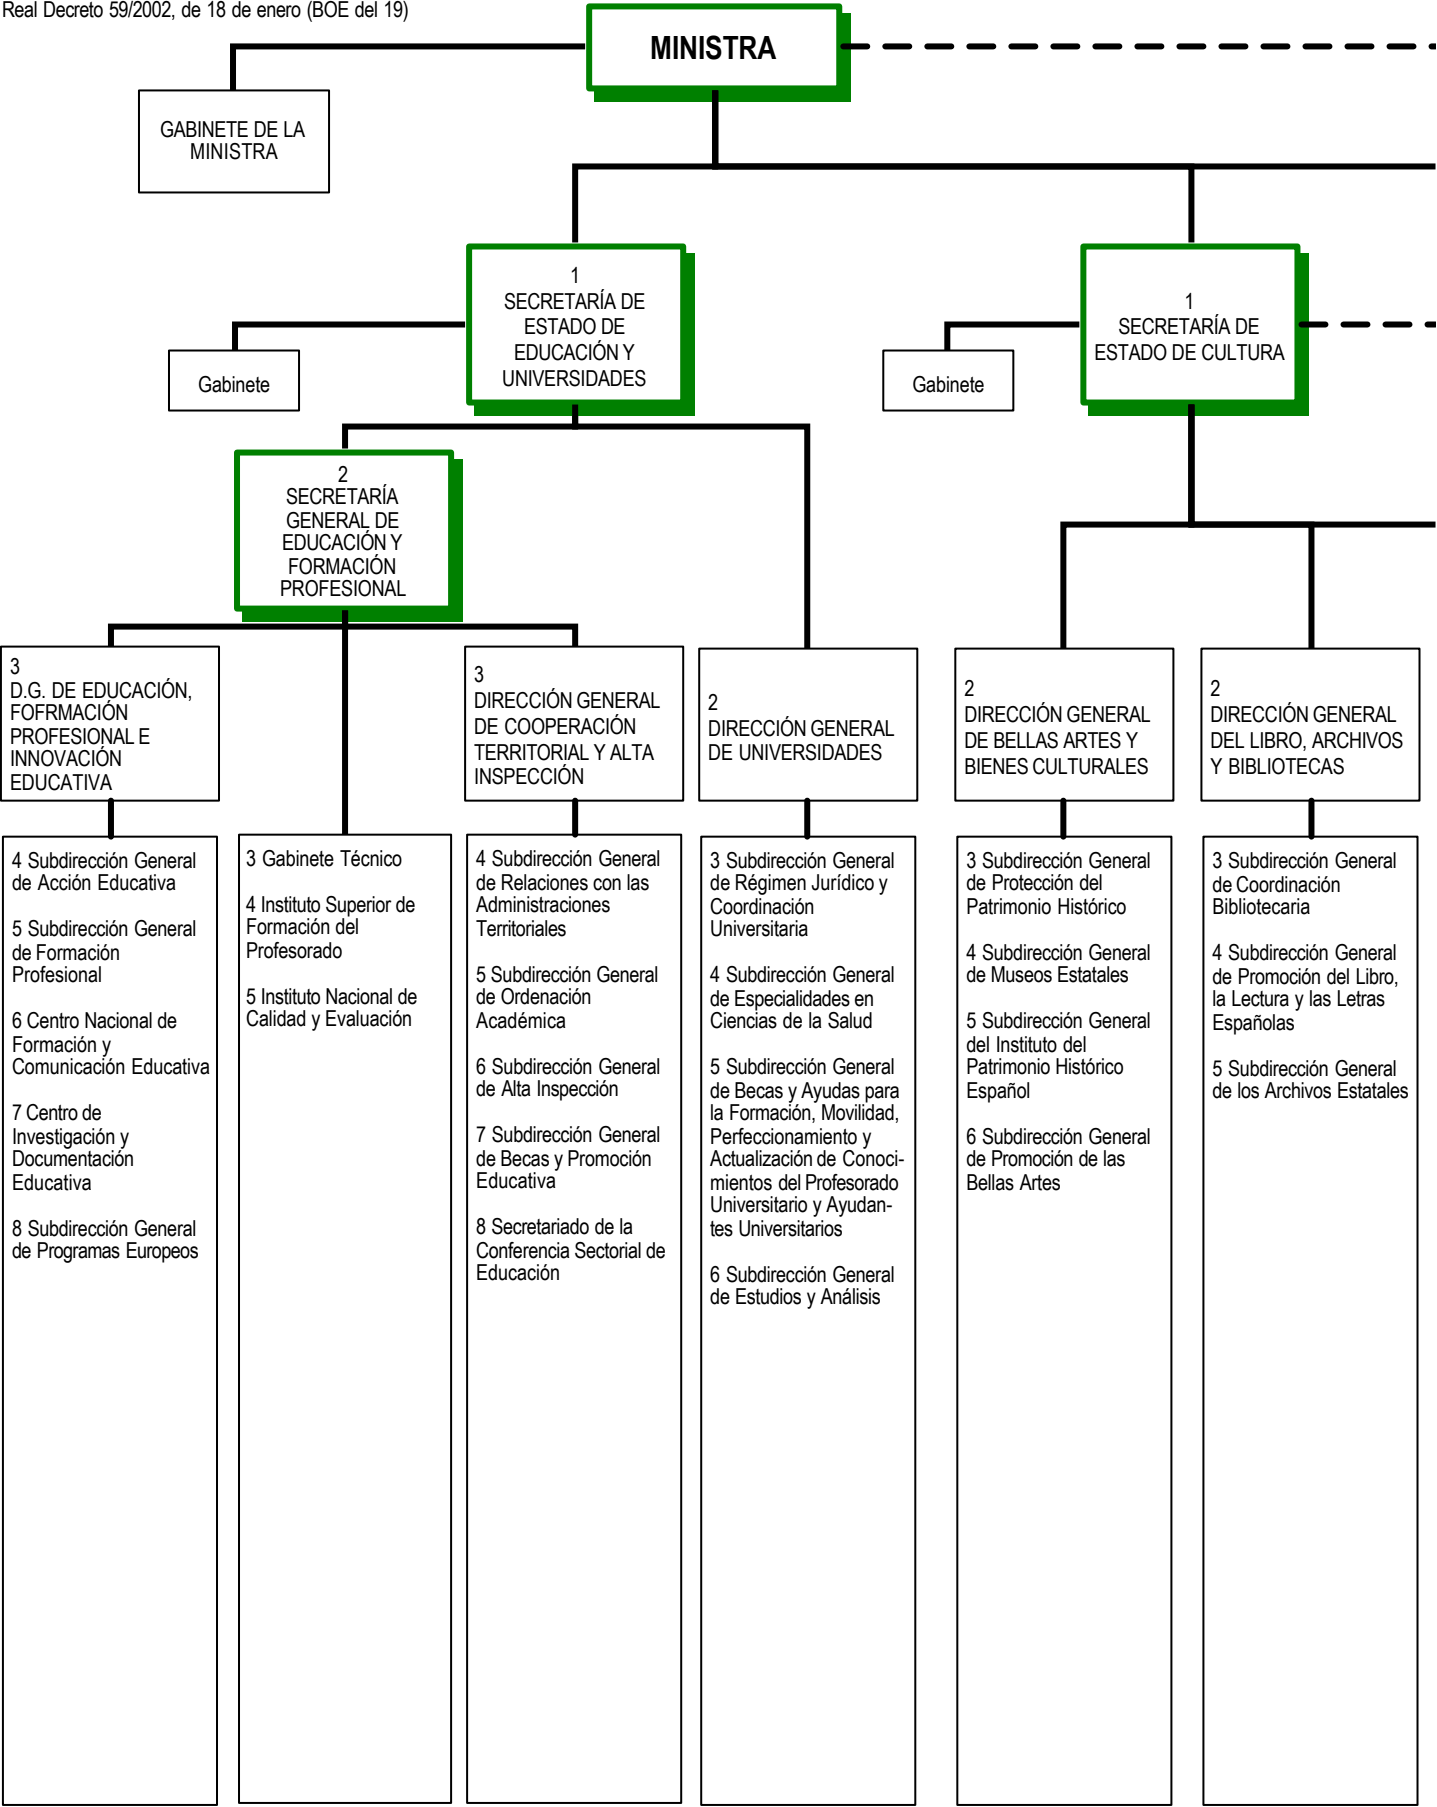 Real Decreto 59/2002, de 18 de enero (BOE del 19)
MINISTRA
GABINETE DE LA
MINISTRA
1
SECRETARÍA DE
ESTADO DE
EDUCACIÓN Y
UNIVERSIDADES
1
SECRETARÍA DE
ESTADO DE CULTURA
Gabinete
Gabinete
2
SECRETARÍA
GENERAL DE
EDUCACIÓN Y
FORMACIÓN
PROFESIONAL
3
D.G. DE EDUCACIÓN,
FOFRMACIÓN
PROFESIONAL E
INNOVACIÓN
EDUCATIVA
3
DIRECCIÓN GENERAL
DE COOPERACIÓN
TERRITORIAL Y ALTA
INSPECCIÓN
2
DIRECCIÓN GENERAL
DE UNIVERSIDADES
2
DIRECCIÓN GENERAL
DE BELLAS ARTES Y
BIENES CULTURALES
2
DIRECCIÓN GENERAL
DEL LIBRO, ARCHIVOS
Y BIBLIOTECAS
4 Subdirección General
de Acción Educativa
5 Subdirección General
de Formación
Profesional
6 Centro Nacional de
Formación y
Comunicación Educativa
7 Centro de
Investigación y
Documentación
Educativa
8 Subdirección General
de Programas Europeos
3 Gabinete Técnico
4 Instituto Superior de
Formación del
Profesorado
5 Instituto Nacional de
Calidad y Evaluación
4 Subdirección General
de Relaciones con las
Administraciones
Territoriales
5 Subdirección General
de Ordenación
Académica
6 Subdirección General
de Alta Inspección
7 Subdirección General
de Becas y Promoción
Educativa
8 Secretariado de la
Conferencia Sectorial de
Educación
3 Subdirección General
de Régimen Jurídico y
Coordinación
Universitaria
4 Subdirección General
de Especialidades en
Ciencias de la Salud
5 Subdirección General
de Becas y Ayudas para
la Formación, Movilidad,
Perfeccionamiento y
Actualización de Conoci-
mientos del Profesorado
Universitario y Ayudan-
tes Universitarios
6 Subdirección General
de Estudios y Análisis
3 Subdirección General
de Protección del
Patrimonio Histórico
4 Subdirección General
de Museos Estatales
5 Subdirección General
del Instituto del
Patrimonio Histórico
Español
6 Subdirección General
de Promoción de las
Bellas Artes
3 Subdirección General
de Coordinación
Bibliotecaria
4 Subdirección General
de Promoción del Libro,
la Lectura y las Letras
Españolas
5 Subdirección General
de los Archivos Estatales